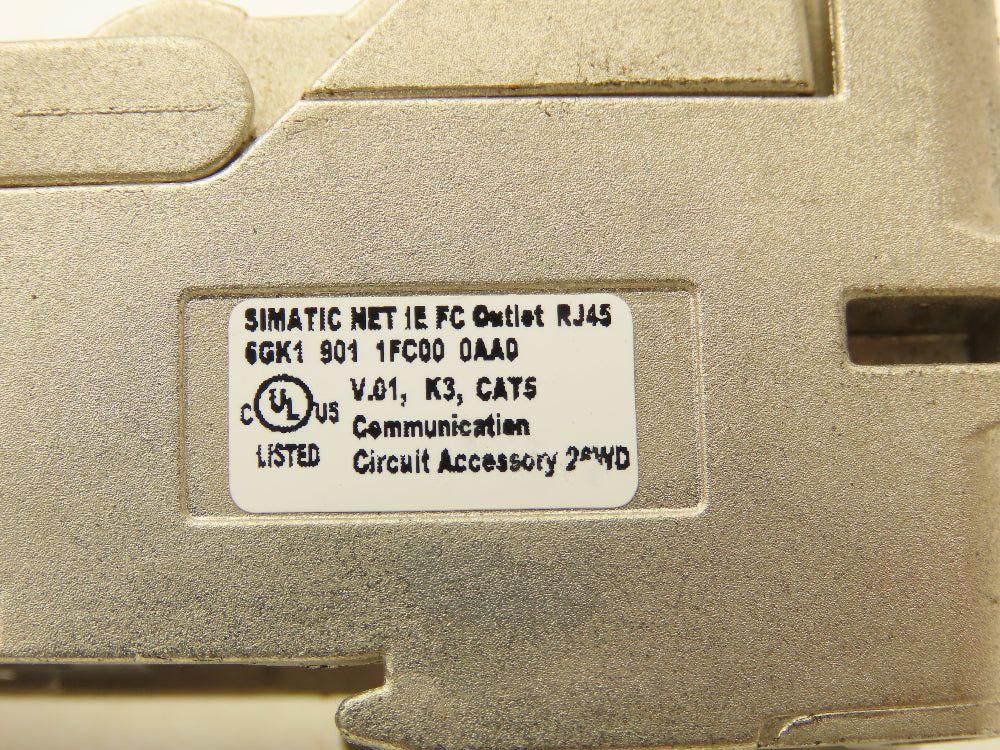 SIMATIC NET IE FC Outlet RJ45
6GK1 901 1FC00 0AA0
C UL US
LISTED
V.01, K3, CAT5
Communication
Circuit Accessory